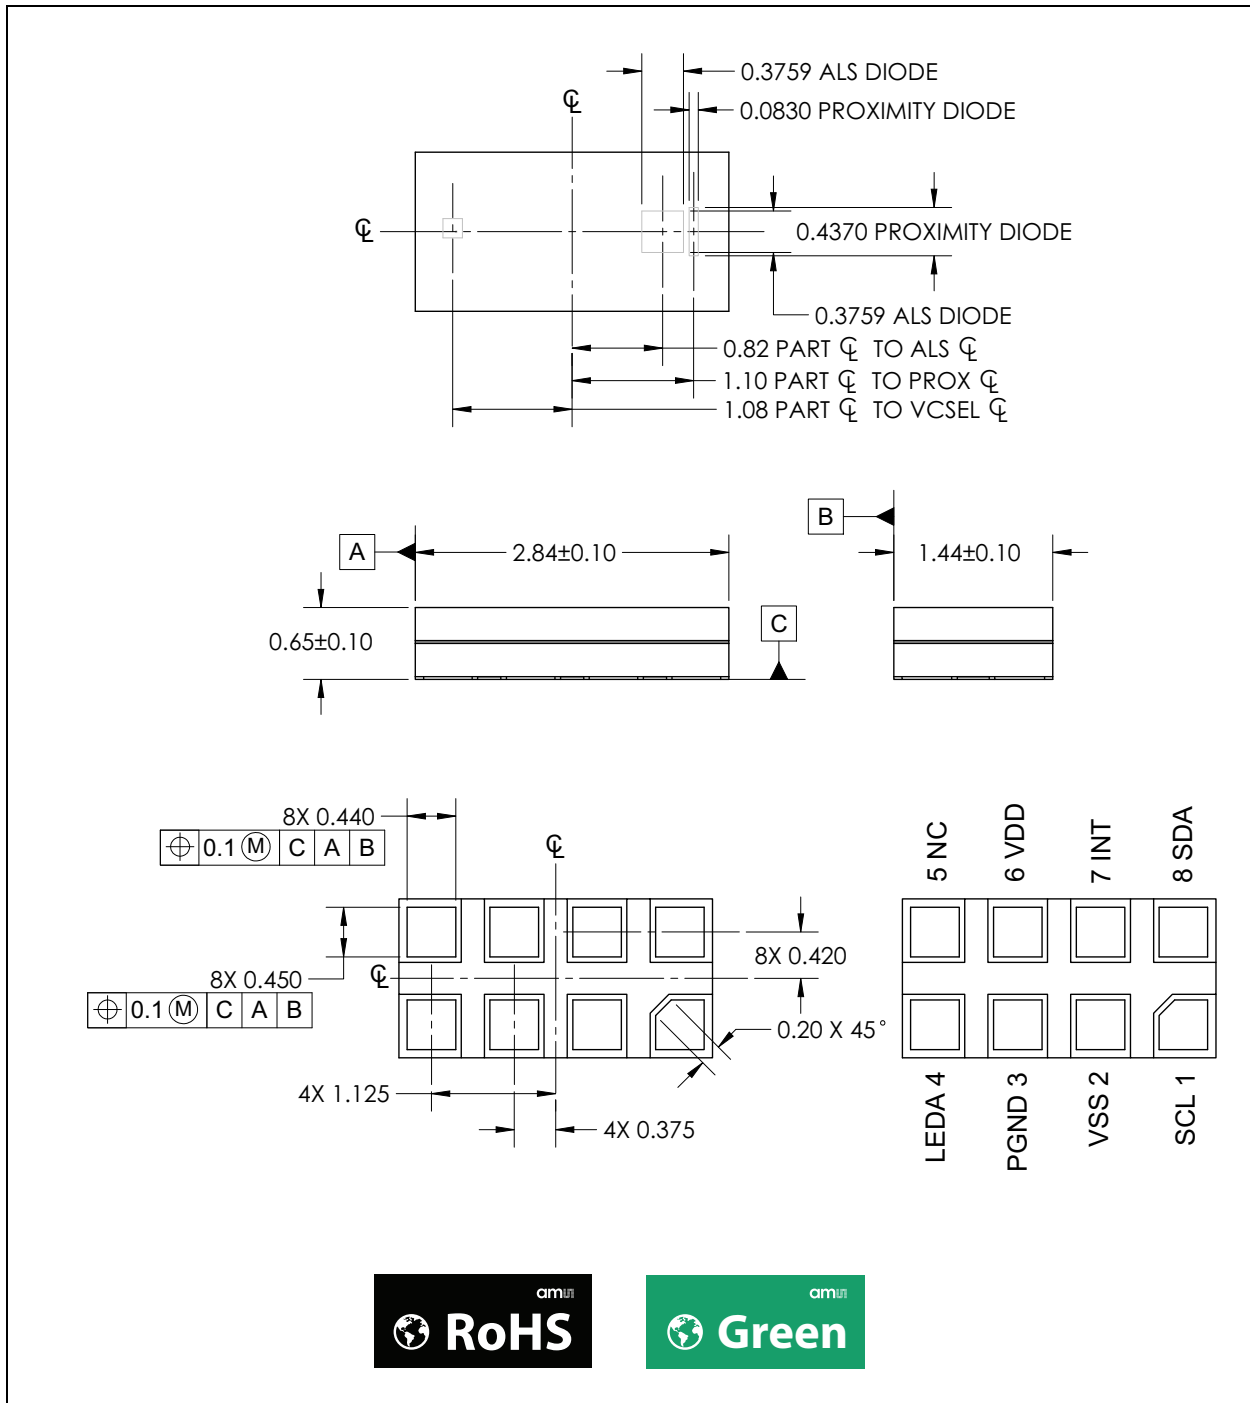 0.3759 ALS DIODE
℄
0.0830 PROXIMITY DIODE
℄
0.4370 PROXIMITY DIODE
0.3759 ALS DIODE
0.82 PART ℄ TO ALS ℄
1.10 PART ℄ TO PROX ℄
1.08 PART ℄ TO VCSEL ℄
B
A
2.84±0.10
1.44±0.10
C
0.65±0.10
8X 0.440
⌖ 0.1 Ⓜ C A B
℄
8X 0.450
℄
8X 0.420
⌖ 0.1 Ⓜ C A B
0.20 X 45°
4X 1.125
4X 0.375
5 NC
6 VDD
7 INT
8 SDA
LEDA 4
PGND 3
VSS 2
SCL 1
amu
RoHS
amu
Green